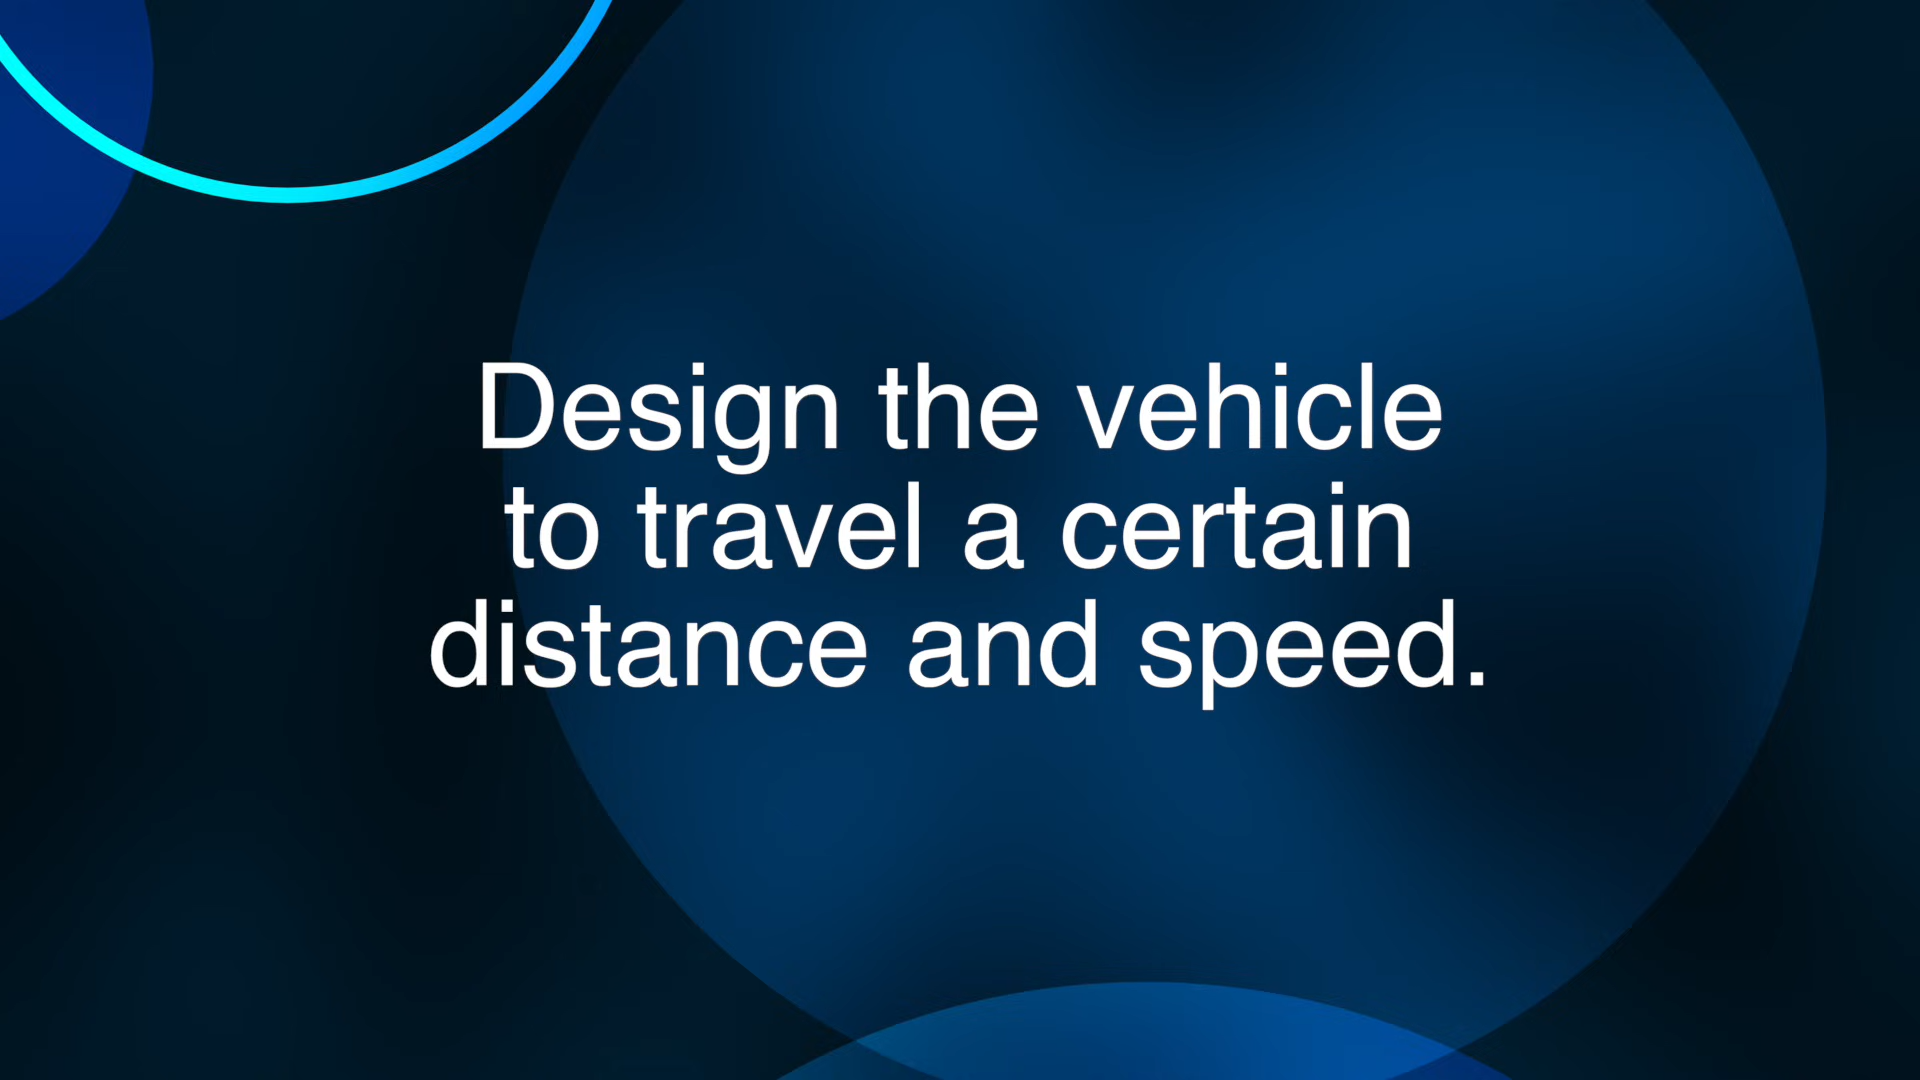 Design the vehicle
to travel a certain
distance and speed.